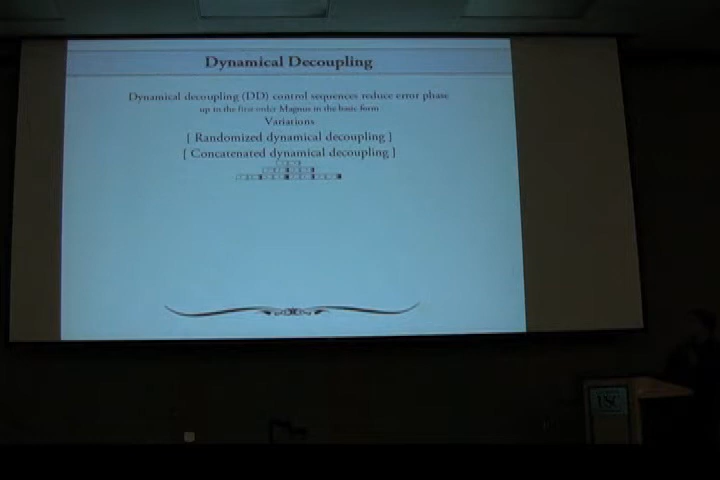 Dynamical Decoupling
Dynamical decoupling (DD) control sequences reduce error phase
up to the first order Magnus in the basic form
Variations
[ Randomized dynamical decoupling ]
[ Concatenated dynamical decoupling ]
USC